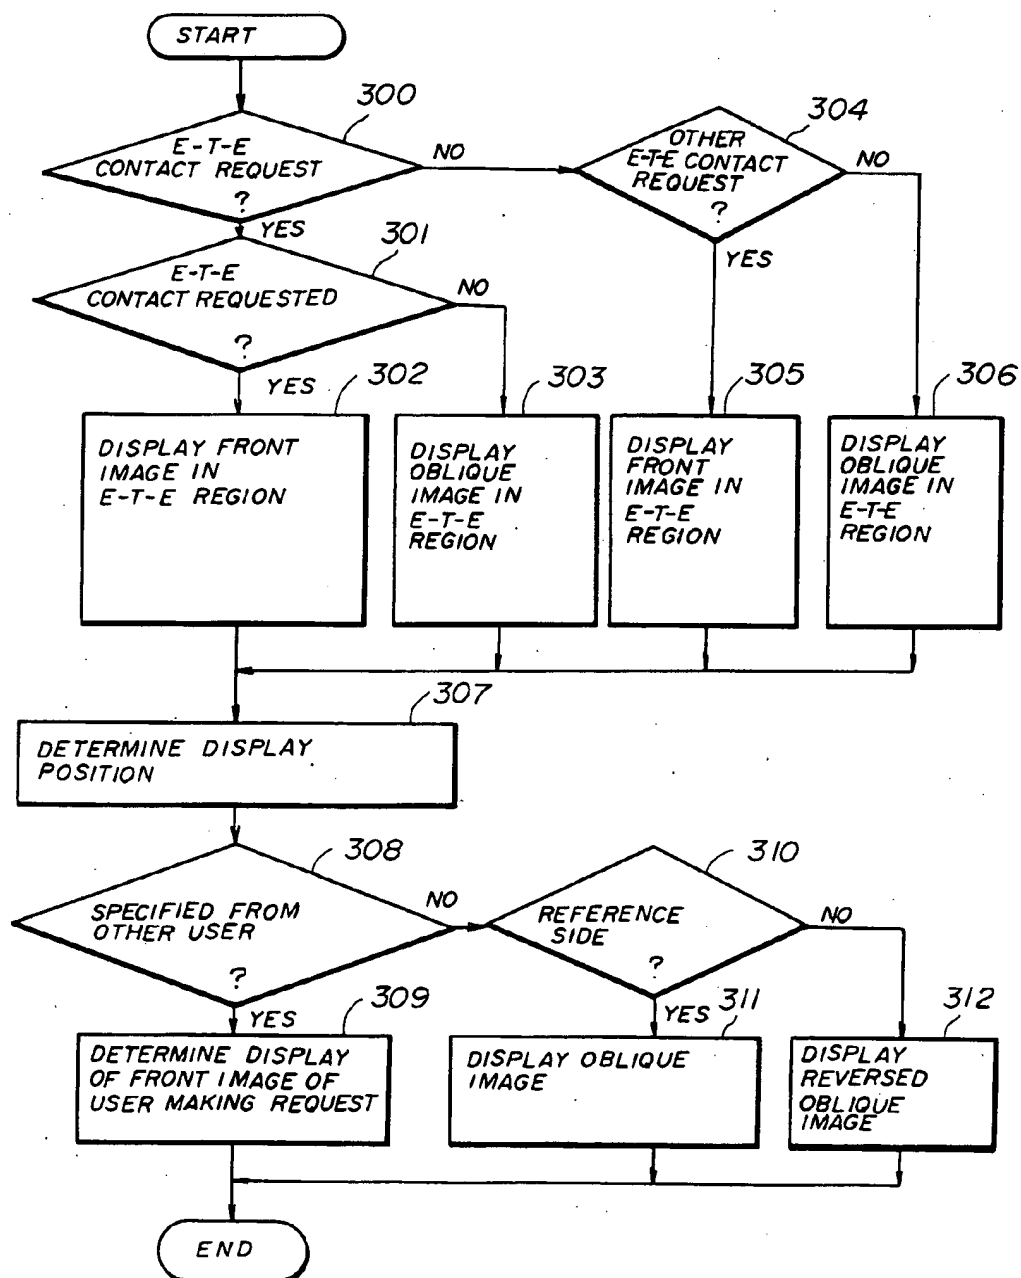 START
300
E-T-E
CONTACT REQUEST
?
NO
YES
304
OTHER
E-T-E CONTACT
REQUEST
?
NO
YES
301
E-T-E
CONTACT REQUESTED
?
NO
YES
302
DISPLAY FRONT
IMAGE IN
E-T-E REGION
303
DISPLAY
OBLIQUE
IMAGE IN
E-T-E
REGION
305
DISPLAY
FRONT
IMAGE IN
E-T-E
REGION
306
DISPLAY
OBLIQUE
IMAGE IN
E-T-E
REGION
307
DETERMINE DISPLAY
POSITION
308
SPECIFIED FROM
OTHER USER
?
NO
YES
310
REFERENCE
SIDE
?
NO
YES
309
DETERMINE DISPLAY
OF FRONT IMAGE OF
USER MAKING REQUEST
311
DISPLAY OBLIQUE
IMAGE
312
DISPLAY
REVERSED
OBLIQUE
IMAGE
END